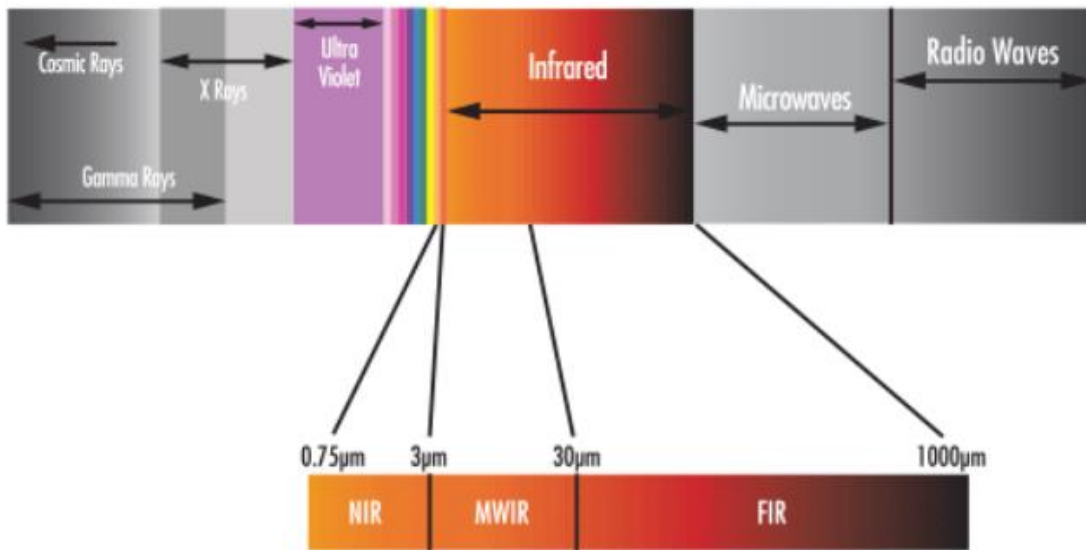 Cosmic Rays
X Rays
Gamma Rays
Ultra
Violet
Infrared
Microwaves
Radio Waves
0.75µm
3µm
30µm
1000µm
NIR
MWIR
FIR